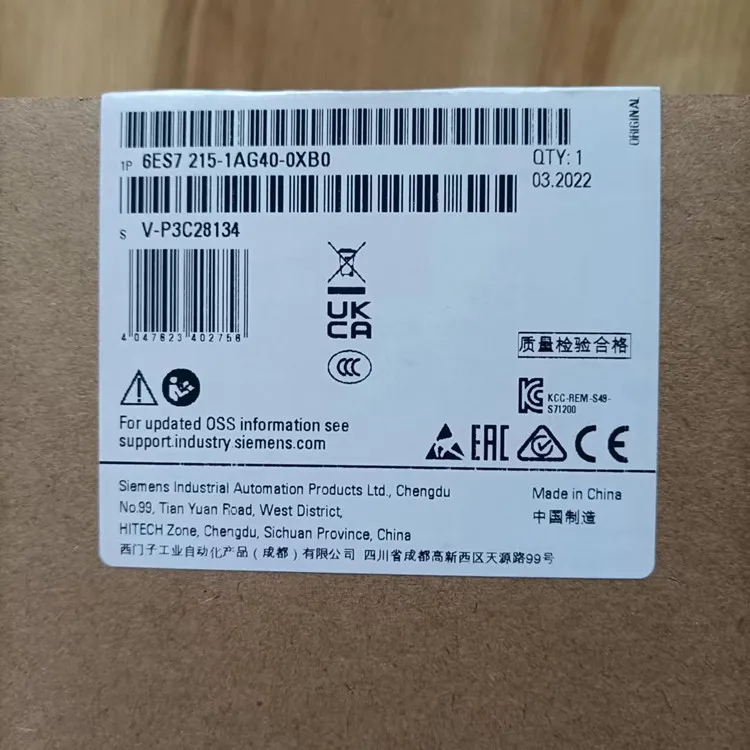 ORIGINAL
1P 6ES7 215-1AG40-0XB0
QTY: 1
03.2022
S V-P3C28134
4 047623 402756
UK
CA
CCC
质量检验合格
KCC-REM-S49-
S71200
For updated OSS information see
support.industry.siemens.com
EAC CE
Siemens Industrial Automation Products Ltd., Chengdu
No.99, Tian Yuan Road, West District,
HITECH Zone, Chengdu, Sichuan Province, China
西门子工业自动化产品(成都)有限公司 四川省成都高新西区天源路99号
Made in China
中国制造